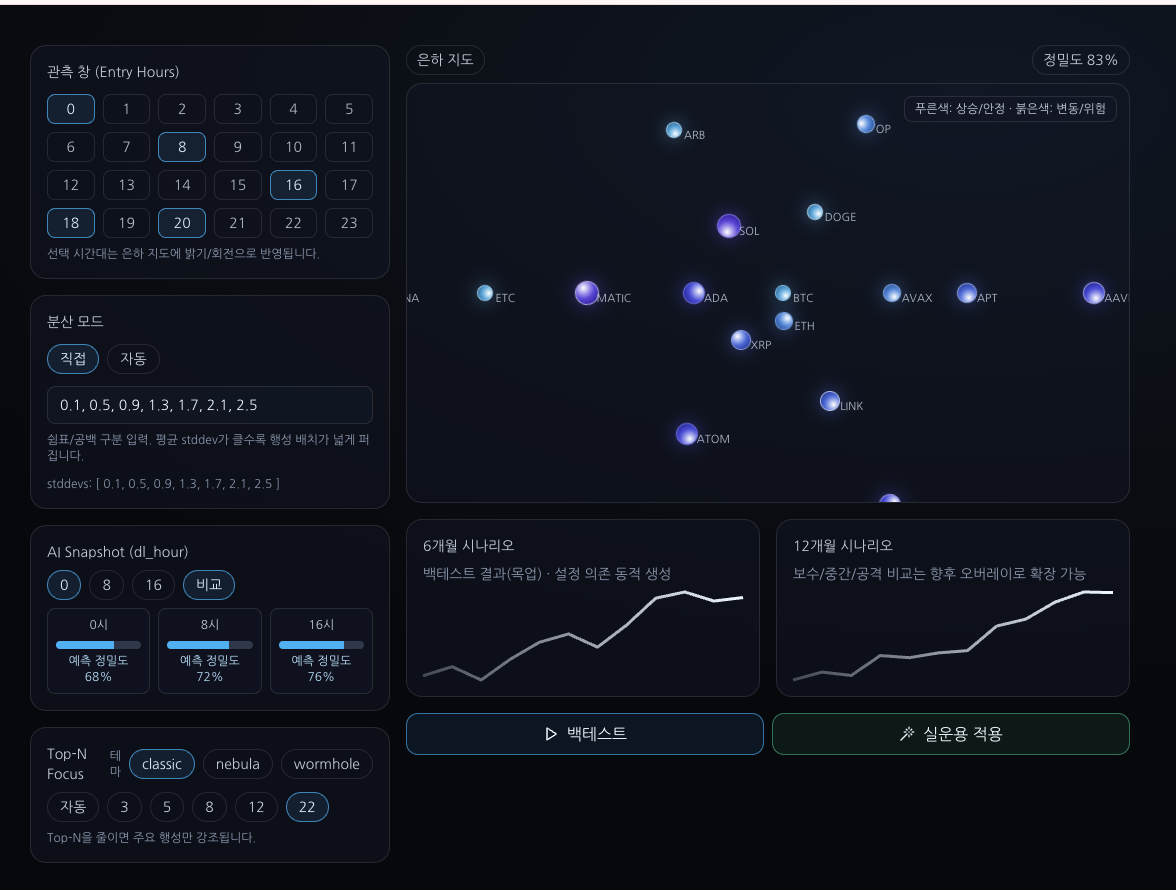 관측 창 (Entry Hours)
0 1 2 3 4 5
6 7 8 9 10 11
12 13 14 15 16 17
18 19 20 21 22 23
선택 시간대는 은하 지도에 밝기/회전으로 반영됩니다.
분산 모드
직접 자동
0.1, 0.5, 0.9, 1.3, 1.7, 2.1, 2.5
쉼표/공백 구분 입력. 평균 stddev가 클수록 행성 배치가 넓게 퍼
집니다.
stddevs: [ 0.1, 0.5, 0.9, 1.3, 1.7, 2.1, 2.5 ]
AI Snapshot (dl_hour)
0 8 16 비교
0시 8시 16시
예측 정밀도 예측 정밀도 예측 정밀도
68% 72% 76%
Top-N
Focus
테
마
classic nebula wormhole
자동 3 5 8 12 22
Top-N을 줄이면 주요 행성만 강조됩니다.
은하 지도
정밀도 83%
푸른색: 상승/안정 · 붉은색: 변동/위험
ARB
OP
DOGE
SOL
NA ETC MATIC ADA BTC AVAX APT AAV
ETH
XRP
LINK
ATOM
6개월 시나리오
백테스트 결과(목업) · 설정 의존 동적 생성
12개월 시나리오
보수/중간/공격 비교는 향후 오버레이로 확장 가능
백테스트
실운용 적용